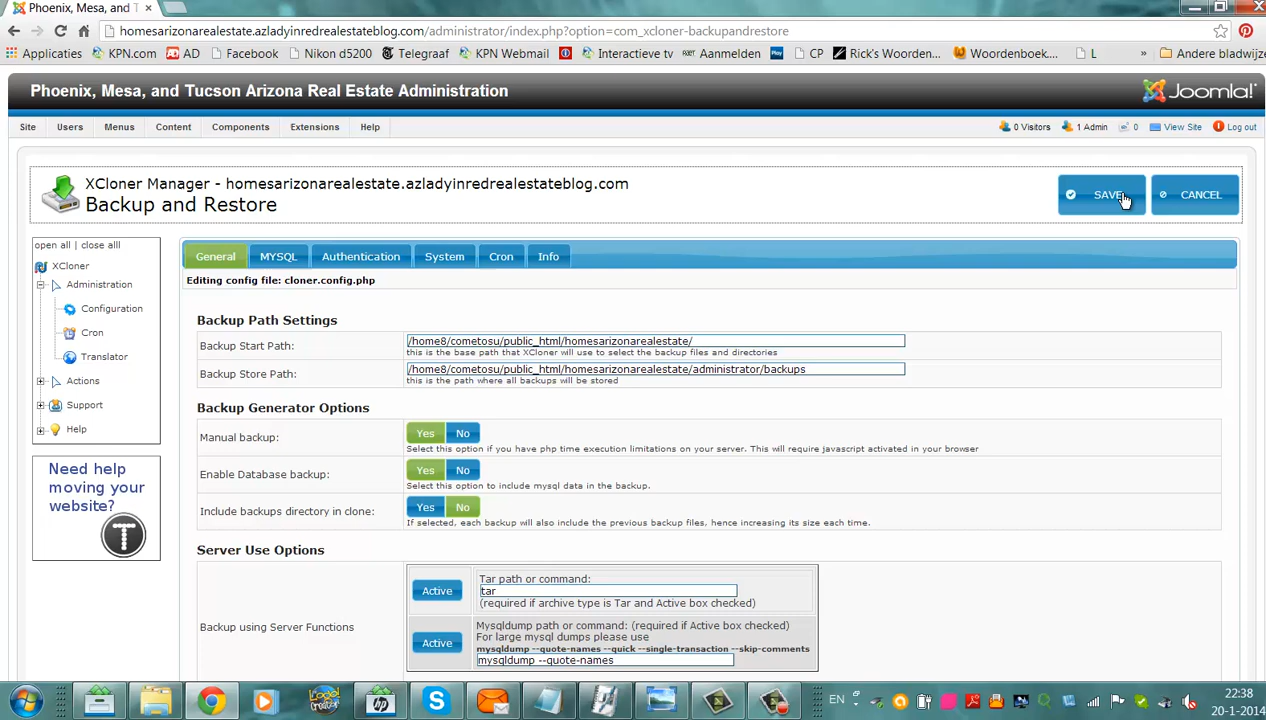 Phoenix, Mesa, and Tucson
homesarizonarealestate.azladyinredrealestateblog.com/administrator/index.php?option=com_xcloner-backupandrestore
Applicaties KPN.com AD Facebook Nikon d5200 Telegraaf KPN Webmail Interactieve tv Aanmelden CP Rick's Woorden... Woordenboek.... L » Andere bladwijz
Phoenix, Mesa, and Tucson Arizona Real Estate Administration
Joomla!
Site Users Menus Content Components Extensions Help 0 Visitors 1 Admin 0 View Site Log out
XCloner Manager - homesarizonarealestate.azladyinredrealestateblog.com
Backup and Restore
SAVE CANCEL
open all | close alll
XCloner
Administration
Configuration
Cron
Translator
Actions
Support
Help
Need help
moving your
website?
T
General MYSQL Authentication System Cron Info
Editing config file: cloner.config.php
Backup Path Settings
Backup Start Path: /home8/cometosu/public_html/homesarizonarealestate/
this is the base path that XCloner will use to select the backup files and directories
Backup Store Path: /home8/cometosu/public_html/homesarizonarealestate/administrator/backups
this is the path where all backups will be stored
Backup Generator Options
Manual backup: Yes No
Select this option if you have php time execution limitations on your server. This will require javascript activated in your browser
Enable Database backup: Yes No
Select this option to include mysql data in the backup.
Include backups directory in clone: Yes No
If selected, each backup will also include the previous backup files, hence increasing its size each time.
Server Use Options
Backup using Server Functions
Active
Tar path or command:
tar
(required if archive type is Tar and Active box checked)
Active
Mysqldump path or command: (required if Active box checked)
For large mysql dumps please use
mysqldump --quote-names --quick --single-transaction --skip-comments
mysqldump --quote-names
EN
22:38
20-1-2014